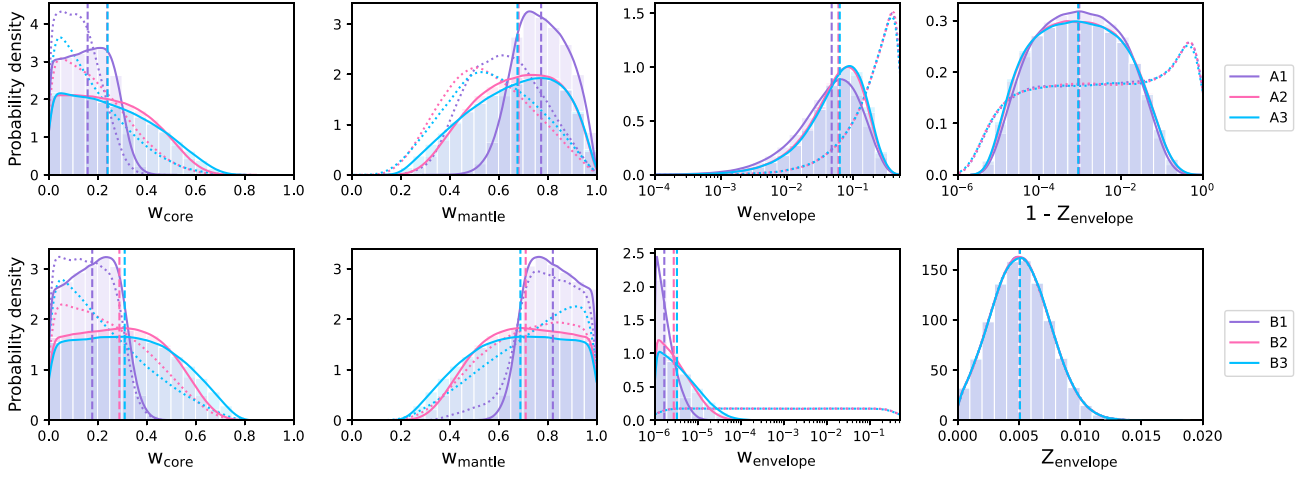 Probability density
0 1 2 3 4
0.0 0.2 0.4 0.6 0.8 1.0
w_core
0 1 2 3
0.0 0.2 0.4 0.6 0.8 1.0
w_mantle
0.0 0.5 1.0 1.5
10^−4 10^−3 10^−2 10^−1
w_envelope
0.0 0.1 0.2 0.3
10^−6 10^−4 10^−2 10^0
1 - Z_envelope
A1
A2
A3
Probability density
0 1 2 3
0.0 0.2 0.4 0.6 0.8 1.0
w_core
0 1 2 3
0.0 0.2 0.4 0.6 0.8 1.0
w_mantle
0.0 0.5 1.0 1.5 2.0 2.5
10^−6 10^−5 10^−4 10^−3 10^−2 10^−1
w_envelope
0 50 100 150
0.000 0.005 0.010 0.015 0.020
Z_envelope
B1
B2
B3